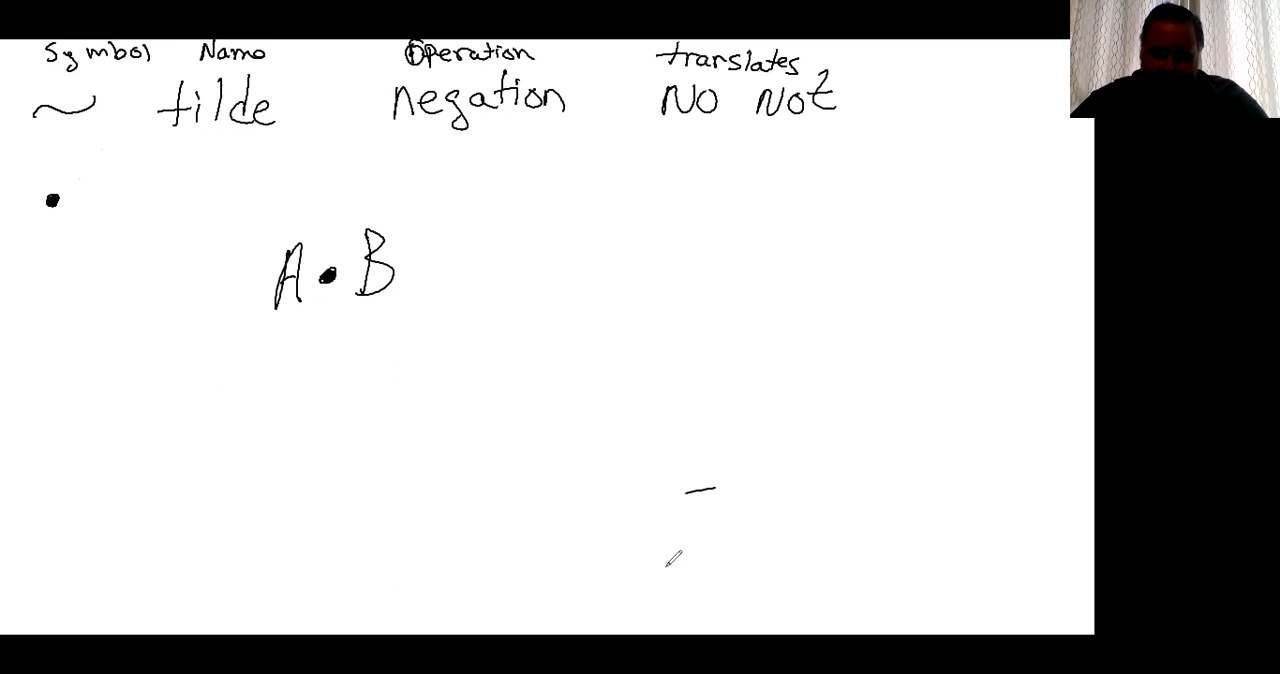 Symbol Name Operation translates
~ tilde negation No Not
•
A • B